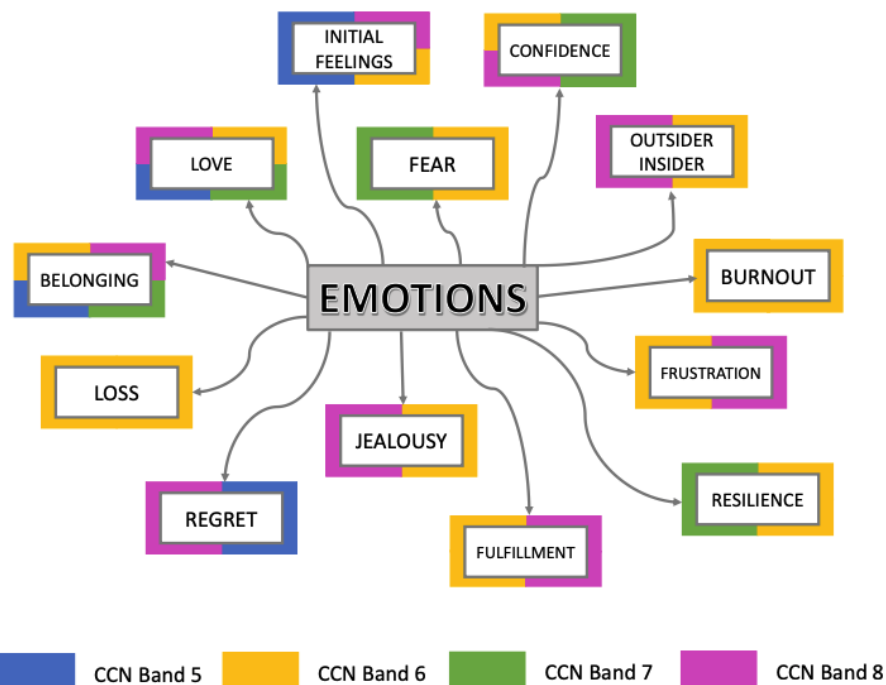 INITIAL
FEELINGS
CONFIDENCE
LOVE
FEAR
OUTSIDER
INSIDER
BELONGING
EMOTIONS
BURNOUT
LOSS
FRUSTRATION
JEALOUSY
REGRET
RESILIENCE
FULFILLMENT
CCN Band 5
CCN Band 6
CCN Band 7
CCN Band 8